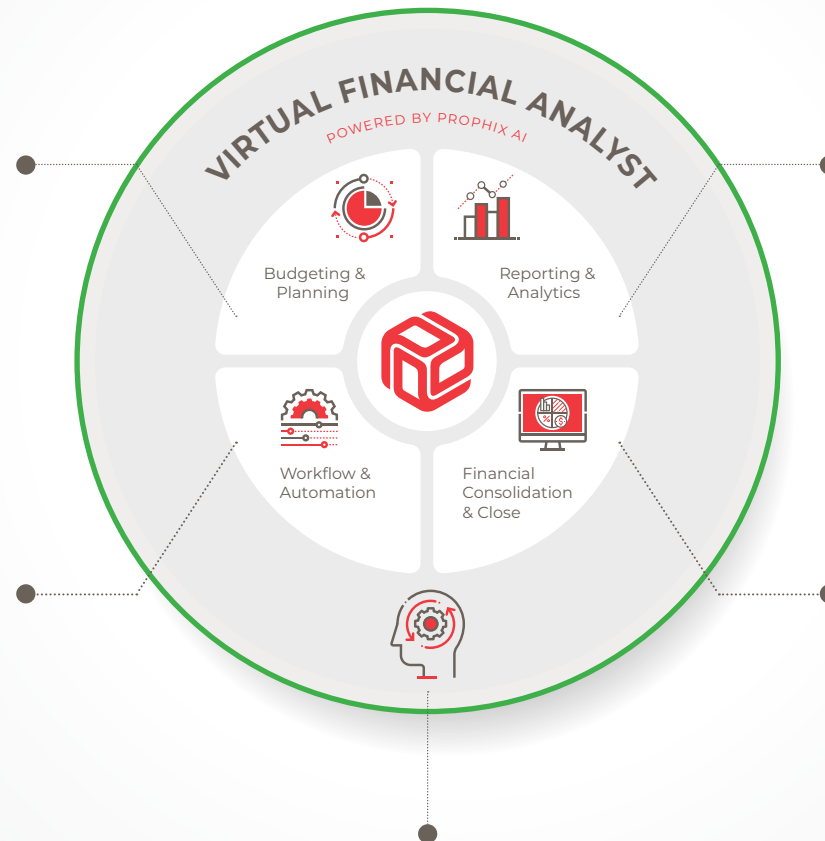 VIRTUAL FINANCIAL ANALYST
POWERED BY PROPHIX AI
Budgeting &
Planning
Reporting &
Analytics
Workflow &
Automation
Financial
Consolidation
& Close